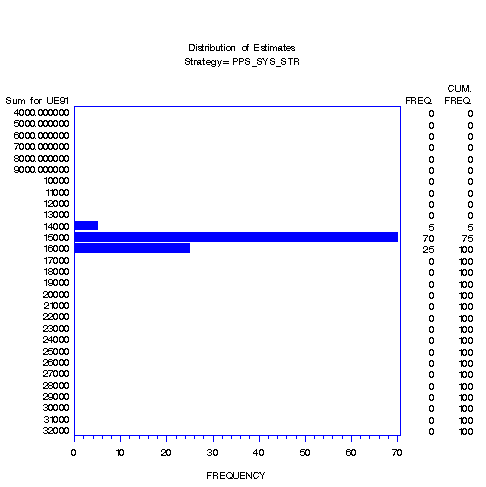 Distribution of Estimates
Strategy= PPS_SYS_STR
CUM.
Sum for UE91 FREQ. FREQ.
4000.000000 0 0
5000.000000 0 0
6000.000000 0 0
7000.000000 0 0
8000.000000 0 0
9000.000000 0 0
10000 0 0
11000 0 0
12000 0 0
13000 0 0
14000 5 5
15000 70 75
16000 25 100
17000 0 100
18000 0 100
19000 0 100
20000 0 100
21000 0 100
22000 0 100
23000 0 100
24000 0 100
25000 0 100
26000 0 100
27000 0 100
28000 0 100
29000 0 100
30000 0 100
31000 0 100
32000 0 100
0 10 20 30 40 50 60 70
FREQUENCY